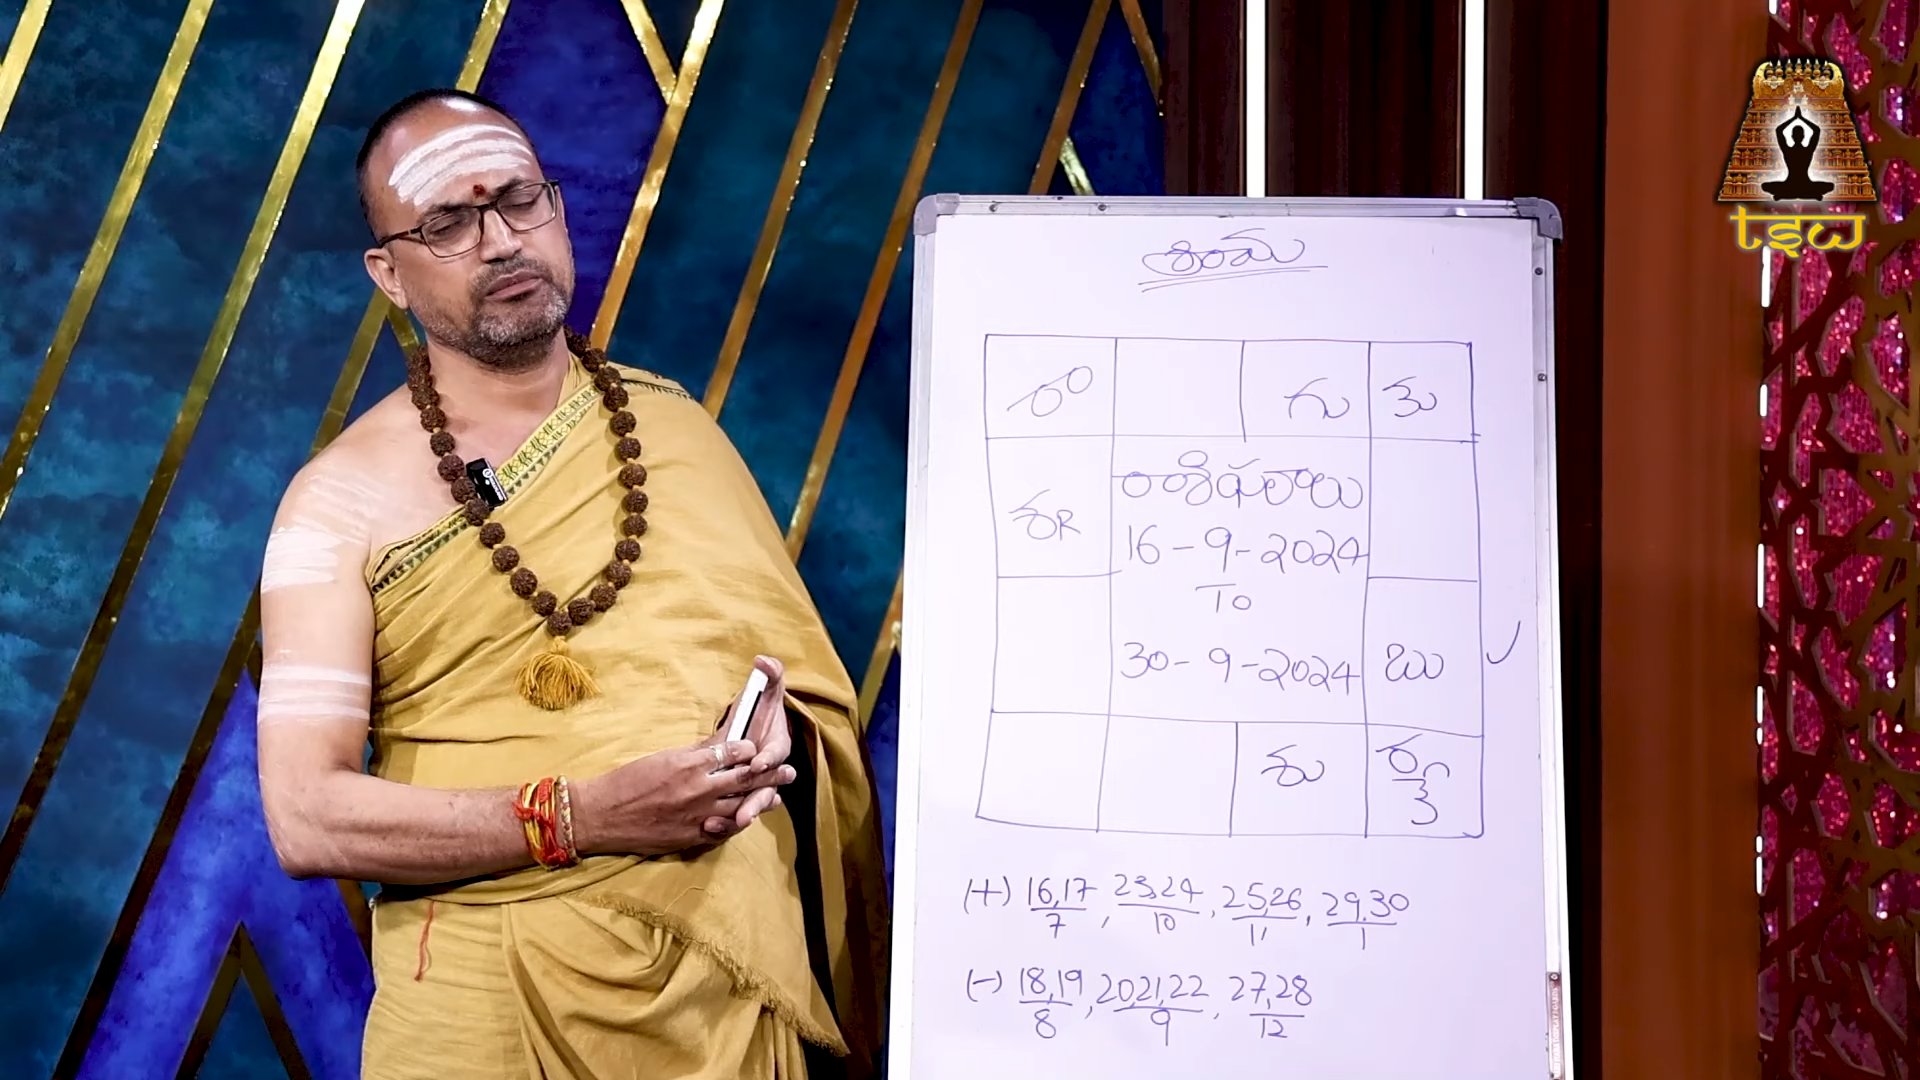 సింహ
రా గు కు
రాశిఫలాలు
శR
16-9-2024
To
30-9-2024 బు
శు ర/కే
(+) 16,17/7, 23,24/10, 25,26/11, 29,30/1
(-) 18,19/8, 20,21,22/9, 27,28/12
tsw